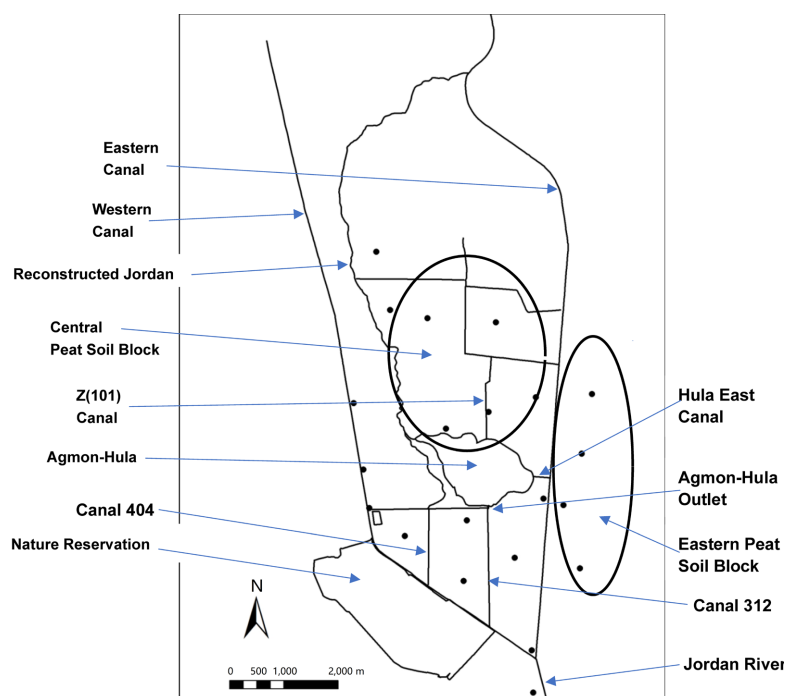 Eastern
Canal
Western
Canal
Reconstructed Jordan
Central
Peat Soil Block
Z(101)
Canal
Agmon-Hula
Canal 404
Nature Reservation
Hula East
Canal
Agmon-Hula
Outlet
Eastern Peat
Soil Block
Canal 312
Jordan River
N
0 500 1,000 2,000 m